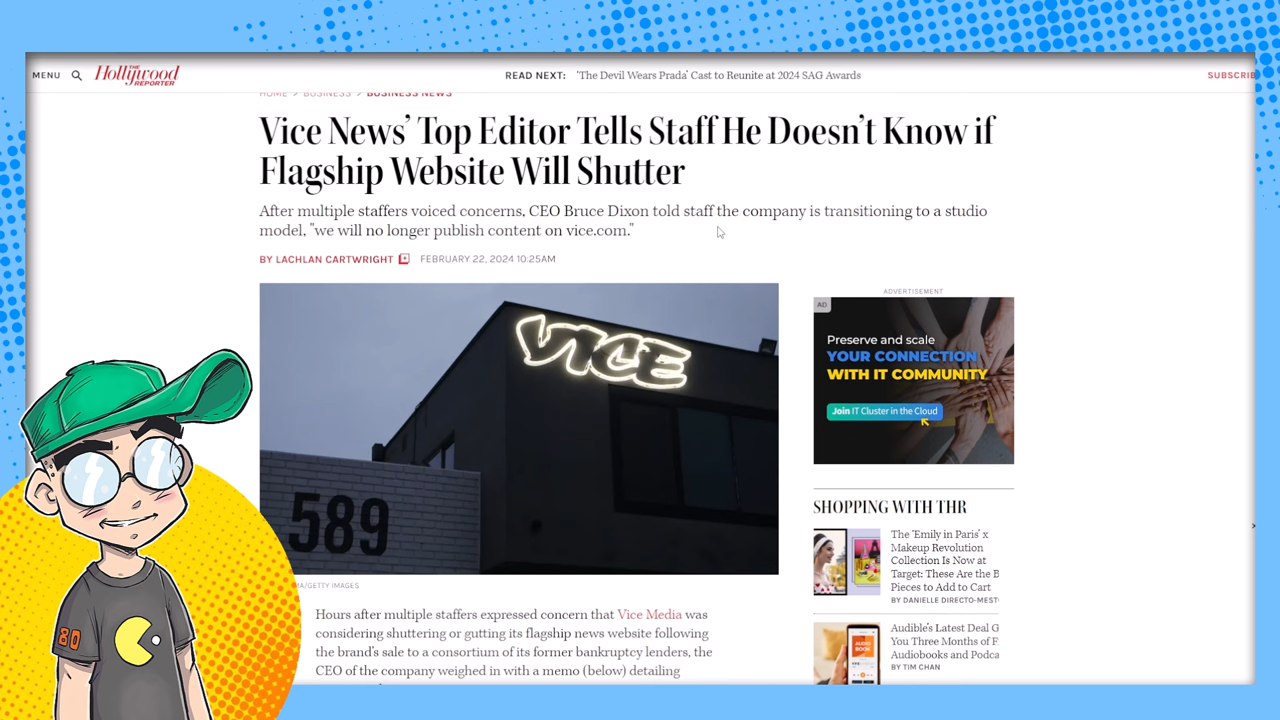 MENU
THE
Hollywood
REPORTER
READ NEXT: 'The Devil Wears Prada' Cast to Reunite at 2024 SAG Awards
SUBSCRIB
HOME > BUSINESS > BUSINESS NEWS
Vice News' Top Editor Tells Staff He Doesn't Know if
Flagship Website Will Shutter
After multiple staffers voiced concerns, CEO Bruce Dixon told staff the company is transitioning to a studio
model, "we will no longer publish content on vice.com."
BY LACHLAN CARTWRIGHT FEBRUARY 22, 2024 10:25AM
VICE
589
MA/GETTY IMAGES
Hours after multiple staffers expressed concern that Vice Media was
considering shuttering or gutting its flagship news website following
the brand's sale to a consortium of its former bankruptcy lenders, the
CEO of the company weighed in with a memo (below) detailing
ADVERTISEMENT
AD
Preserve and scale
YOUR CONNECTION
WITH IT COMMUNITY
Join IT Cluster in the Cloud
SHOPPING WITH THR
The 'Emily in Paris' x
Makeup Revolution
Collection Is Now at
Target: These Are the B
Pieces to Add to Cart
BY DANIELLE DIRECTO-MEST
Audible's Latest Deal G
You Three Months of F
Audiobooks and Podca
BY TIM CHAN
80